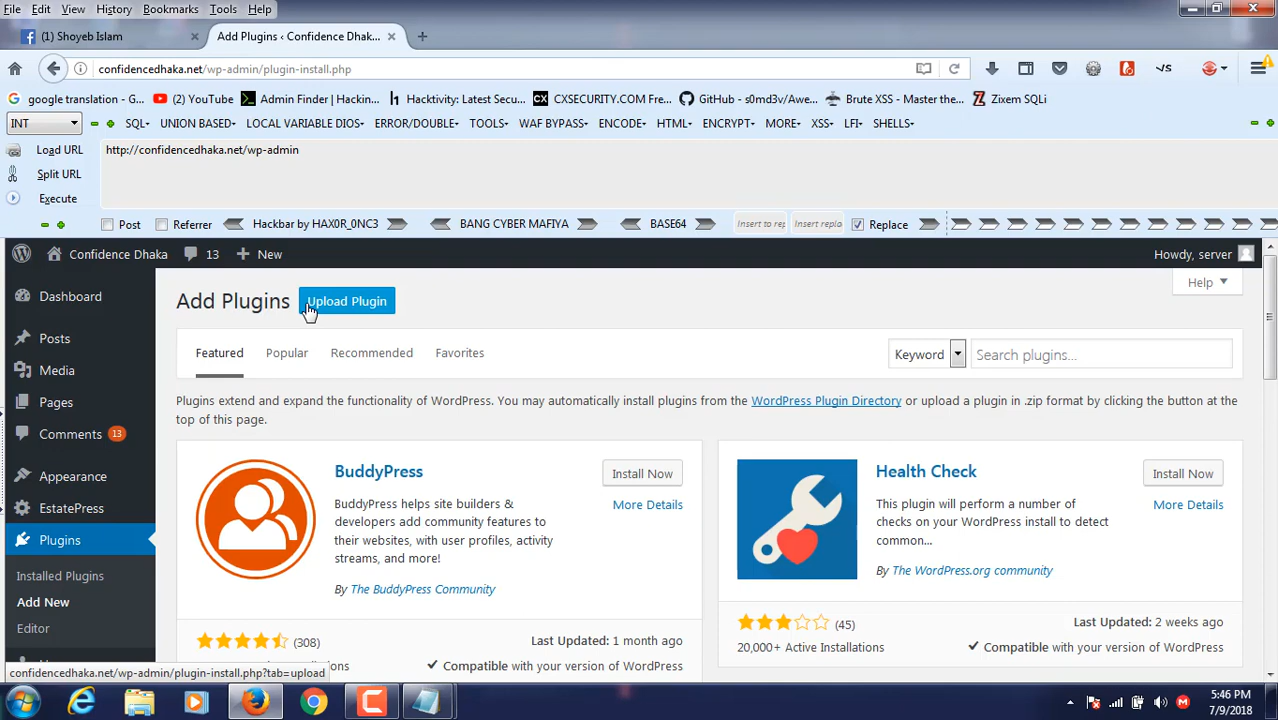 File Edit View History Bookmarks Tools Help
(1) Shoyeb Islam × Add Plugins ‹ Confidence Dhak... × +
confidencedhaka.net/wp-admin/plugin-install.php
google translation - G... (2) YouTube Admin Finder | Hackin... Hacktivity: Latest Secu... CXSECURITY.COM Fre... GitHub - s0md3v/Awe... Brute XSS - Master the... Zixem SQLi
INT SQL- UNION BASED- LOCAL VARIABLE DIOS- ERROR/DOUBLE- TOOLS- WAF BYPASS- ENCODE- HTML- ENCRYPT- MORE- XSS- LFI- SHELLS-
Load URL http://confidencedhaka.net/wp-admin
Split URL
Execute
Post Referrer Hackbar by HAX0R_0NC3 BANG CYBER MAFIYA BASE64 Insert to rep Insert repla Replace
Confidence Dhaka 13 + New Howdy, server
Dashboard
Posts
Media
Pages
Comments 13
Appearance
EstatePress
Plugins
Installed Plugins
Add New
Editor
Add Plugins Upload Plugin Help
Featured Popular Recommended Favorites Keyword Search plugins...
Plugins extend and expand the functionality of WordPress. You may automatically install plugins from the WordPress Plugin Directory or upload a plugin in .zip format by clicking the button at the
top of this page.
BuddyPress Install Now
More Details
BuddyPress helps site builders &
developers add community features to
their websites, with user profiles, activity
streams, and more!
By The BuddyPress Community
(308) Last Updated: 1 month ago
Compatible with your version of WordPress
Health Check Install Now
More Details
This plugin will perform a number of
checks on your WordPress install to detect
common...
By The WordPress.org community
(45) Last Updated: 2 weeks ago
20,000+ Active Installations Compatible with your version of WordPress
confidencedhaka.net/wp-admin/plugin-install.php?tab=upload
5:46 PM
7/9/2018